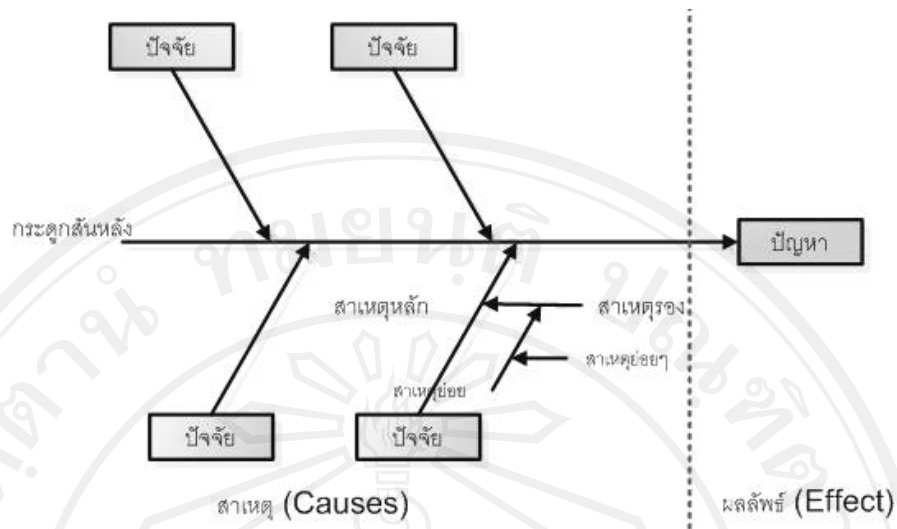 ปัจจัย
ปัจจัย
กระดูกสันหลัง
ปัญหา
สาเหตุหลัก
สาเหตุรอง
สาเหตุย่อยๆ
สาเหตุย่อย
ปัจจัย
ปัจจัย
สาเหตุ (Causes)
ผลลัพธ์ (Effect)